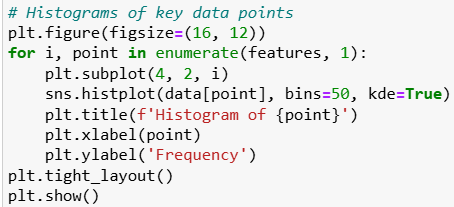 # Histograms of key data points
plt.figure(figsize=(16, 12))
for i, point in enumerate(features, 1):
    plt.subplot(4, 2, i)
    sns.histplot(data[point], bins=50, kde=True)
    plt.title(f'Histogram of {point}')
    plt.xlabel(point)
    plt.ylabel('Frequency')
plt.tight_layout()
plt.show()